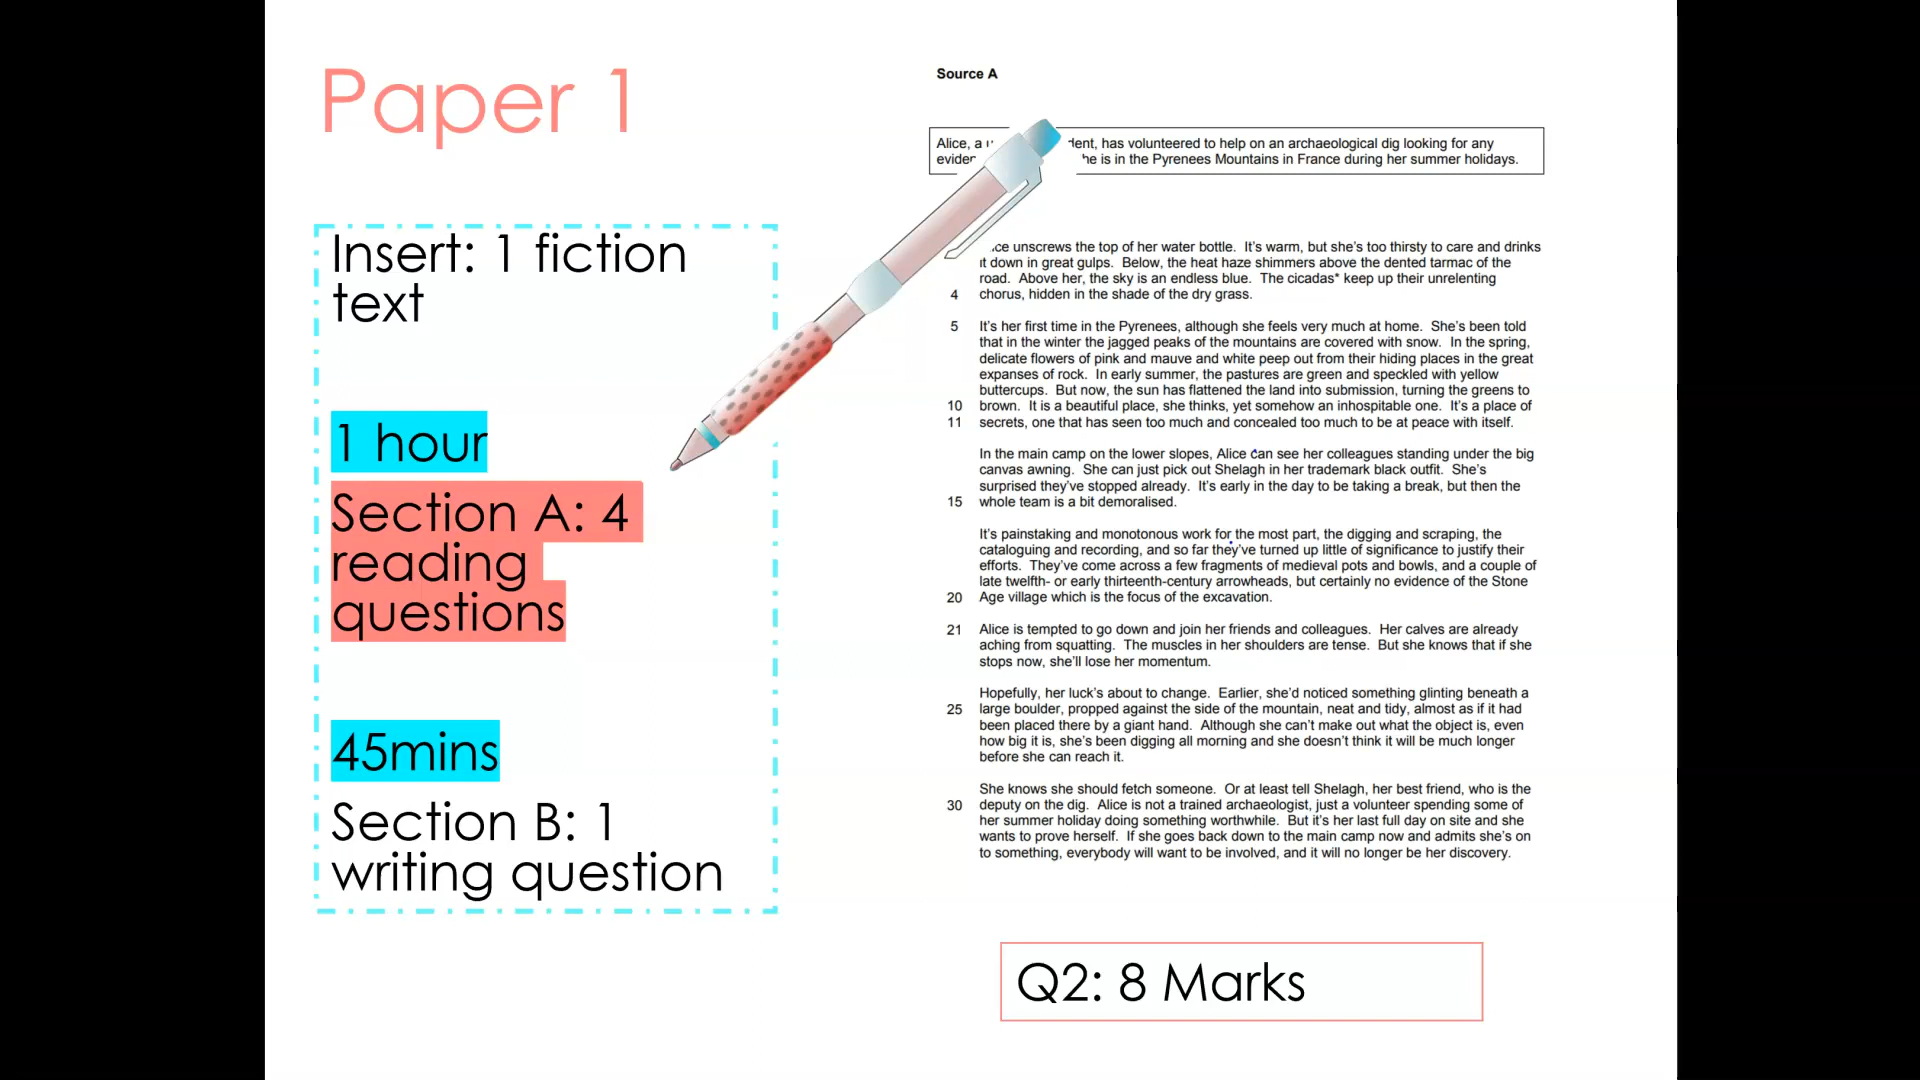 Paper 1
Insert: 1 fiction
text
1 hour
Section A: 4
reading
questions
45mins
Section B: 1
writing question
Source A
Alice, a dent, has volunteered to help on an archaeological dig looking for any
he is in the Pyrenees Mountains in France during her summer holidays.
ce unscrews the top of her water bottle. It's warm, but she's too thirsty to care and drinks
it down in great gulps. Below, the heat haze shimmers above the dented tarmac of the
road. Above her, the sky is an endless blue. The cicadas* keep up their unrelenting
4 chorus, hidden in the shade of the dry grass.
5 It's her first time in the Pyrenees, although she feels very much at home. She's been told
that in the winter the jagged peaks of the mountains are covered with snow. In the spring,
delicate flowers of pink and mauve and white peep out from their hiding places in the great
expanses of rock. In early summer, the pastures are green and speckled with yellow
buttercups. But now, the sun has flattened the land into submission, turning the greens to
10 brown. It is a beautiful place, she thinks, yet somehow an inhospitable one. It's a place of
11 secrets, one that has seen too much and concealed too much to be at peace with itself.
In the main camp on the lower slopes, Alice can see her colleagues standing under the big
canvas awning. She can just pick out Shelagh in her trademark black outfit. She's
surprised they've stopped already. It's early in the day to be taking a break, but then the
15 whole team is a bit demoralised.
It's painstaking and monotonous work for the most part, the digging and scraping, the
cataloguing and recording, and so far they've turned up little of significance to justify their
efforts. They've come across a few fragments of medieval pots and bowls, and a couple of
late twelfth- or early thirteenth-century arrowheads, but certainly no evidence of the Stone
20 Age village which is the focus of the excavation.
21 Alice is tempted to go down and join her friends and colleagues. Her calves are already
aching from squatting. The muscles in her shoulders are tense. But she knows that if she
stops now, she'll lose her momentum.
Hopefully, her luck's about to change. Earlier, she'd noticed something glinting beneath a
25 large boulder, propped against the side of the mountain, neat and tidy, almost as if it had
been placed there by a giant hand. Although she can't make out what the object is, even
how big it is, she's been digging all morning and she doesn't think it will be much longer
before she can reach it.
She knows she should fetch someone. Or at least tell Shelagh, her best friend, who is the
30 deputy on the dig. Alice is not a trained archaeologist, just a volunteer spending some of
her summer holiday doing something worthwhile. But it's her last full day on site and she
wants to prove herself. If she goes back down to the main camp now and admits she's on
to something, everybody will want to be involved, and it will no longer be her discovery.
Q2: 8 Marks